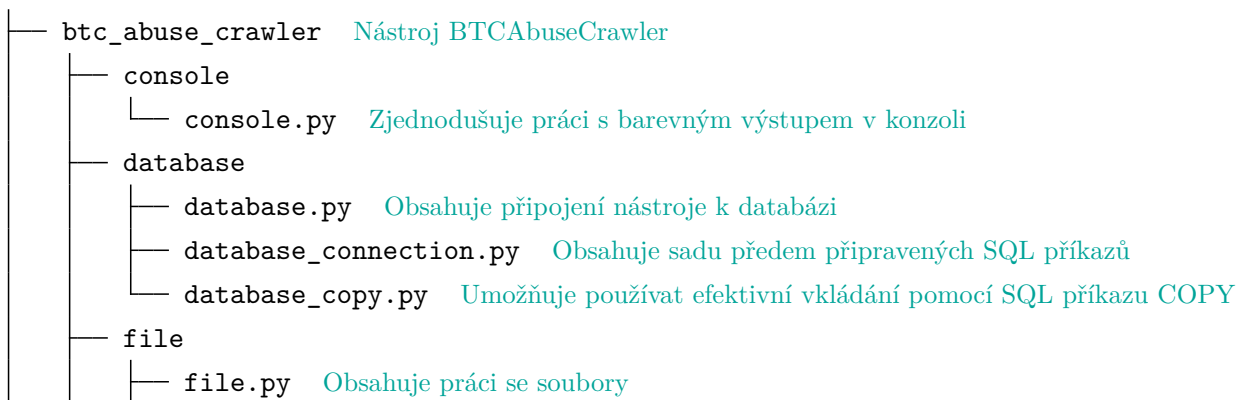 btc_abuse_crawler Nástroj BTCAbuseCrawler
console
console.py Zjednodušuje práci s barevným výstupem v konzoli
database
database.py Obsahuje připojení nástroje k databázi
database_connection.py Obsahuje sadu předem připravených SQL příkazů
database_copy.py Umožňuje používat efektivní vkládání pomocí SQL příkazu COPY
file
file.py Obsahuje práci se soubory